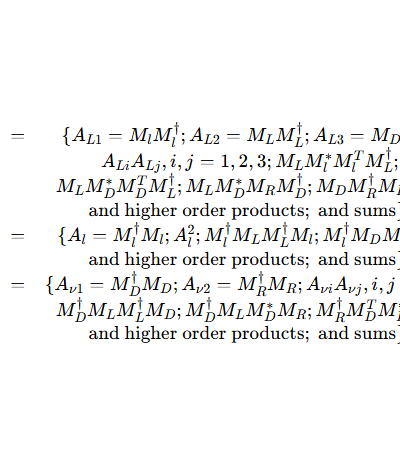 = {A_{L1} = M_l M_l^†; A_{L2} = M_L M_L^†; A_{L3} = M_D
A_{Li} A_{Lj}, i, j = 1, 2, 3; M_L M_l^* M_l^T M_L^†;
M_L M_D^* M_D^T M_L^†; M_L M_D^* M_R M_D^†; M_D M_R^† M
and higher order products; and sums}
= {A_l = M_l^† M_l; A_l^2; M_l^† M_L M_L^† M_l; M_l^† M_D M
and higher order products; and sums}
= {A_{ν1} = M_D^† M_D; A_{ν2} = M_R^† M_R; A_{νi} A_{νj}, i, j
M_D^† M_L M_L^† M_D; M_D^† M_L M_D^* M_R; M_R^† M_D^T M
and higher order products; and sums}